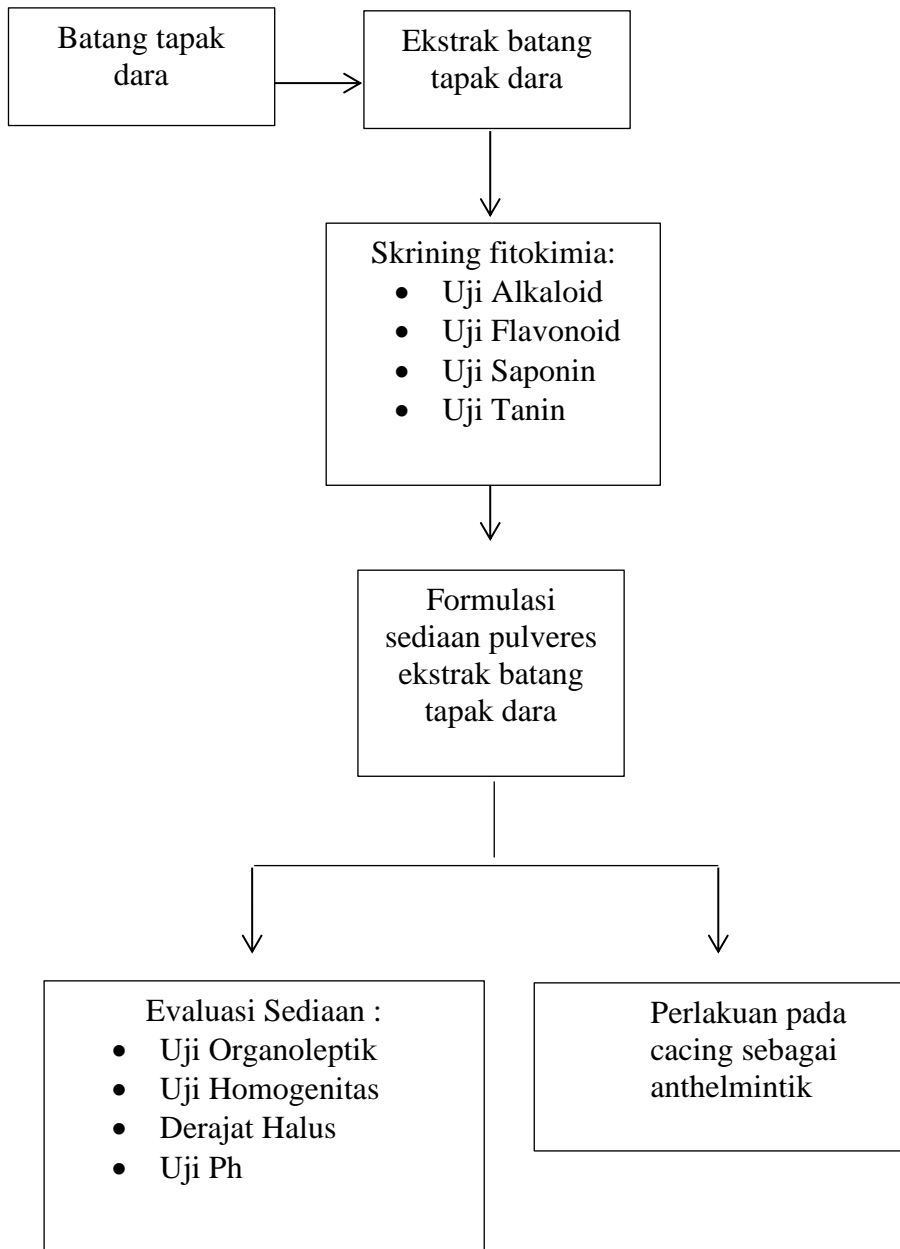 Batang tapak
dara
Ekstrak batang
tapak dara
Skrining fitokimia:
• Uji Alkaloid
• Uji Flavonoid
• Uji Saponin
• Uji Tanin
Formulasi
sediaan pulveres
ekstrak batang
tapak dara
Evaluasi Sediaan :
• Uji Organoleptik
• Uji Homogenitas
• Derajat Halus
• Uji Ph
Perlakuan pada
cacing sebagai
anthelmintik